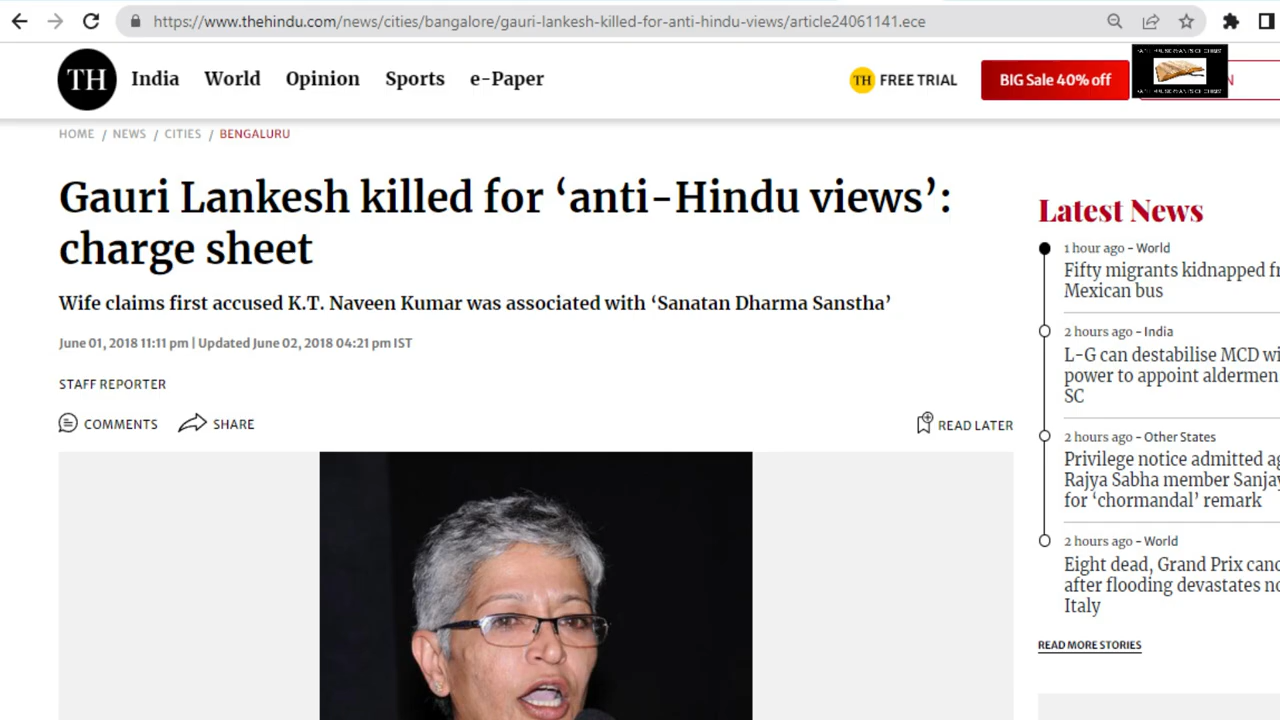 https://www.thehindu.com/news/cities/bangalore/gauri-lankesh-killed-for-anti-hindu-views/article24061141.ece
TH
India World Opinion Sports e-Paper
TH FREE TRIAL
BIG Sale 40% off
HOME / NEWS / CITIES / BENGALURU
Gauri Lankesh killed for ‘anti-Hindu views’:
charge sheet
Wife claims first accused K.T. Naveen Kumar was associated with ‘Sanatan Dharma Sanstha’
June 01, 2018 11:11 pm | Updated June 02, 2018 04:21 pm IST
STAFF REPORTER
COMMENTS SHARE
READ LATER
Latest News
1 hour ago - World
Fifty migrants kidnapped
Mexican bus
2 hours ago - India
L-G can destabilise MCD
power to appoint aldermen
SC
2 hours ago - Other States
Privilege notice admitted
Rajya Sabha member Sanjay
for ‘chormandal’ remark
2 hours ago - World
Eight dead, Grand Prix
after flooding devastates
Italy
READ MORE STORIES